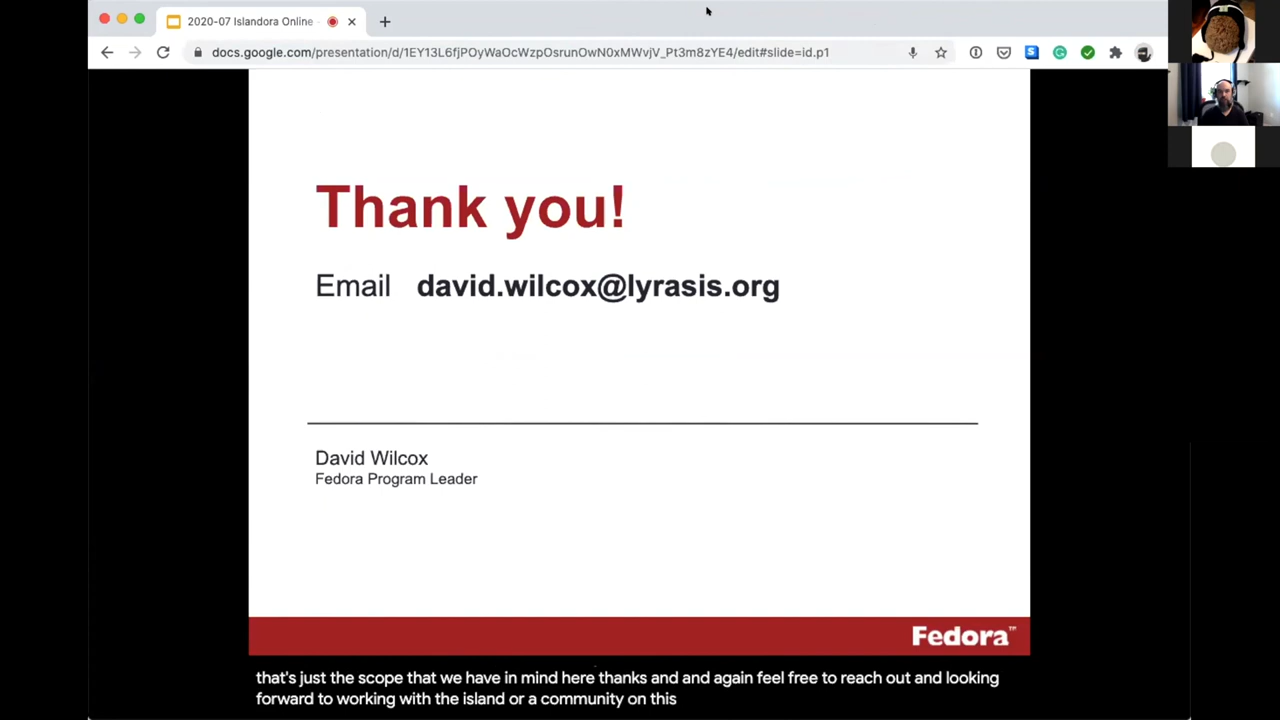 2020-07 Islandora Online
docs.google.com/presentation/d/1EY13L6fjPOyWaOcWzpOsrunOwN0xMWvjV_Pt3m8zYE4/edit#slide=id.p1
Thank you!
Email david.wilcox@lyrasis.org
David Wilcox
Fedora Program Leader
Fedora™
that's just the scope that we have in mind here thanks and and again feel free to reach out and looking
forward to working with the island or a community on this